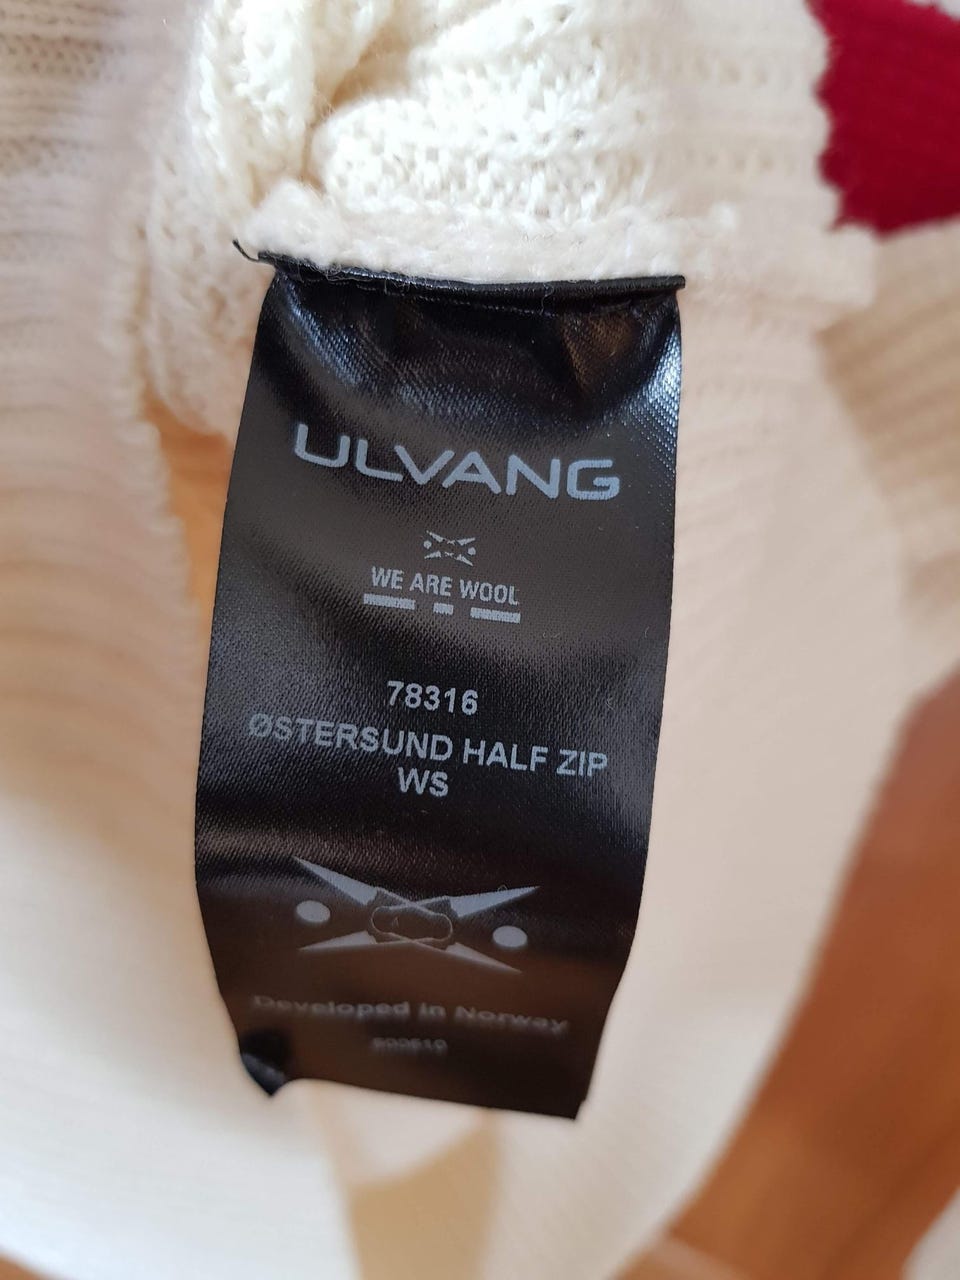 ULVANG
WE ARE WOOL
78316
ØSTERSUND HALF ZIP
WS
Developed in Norway